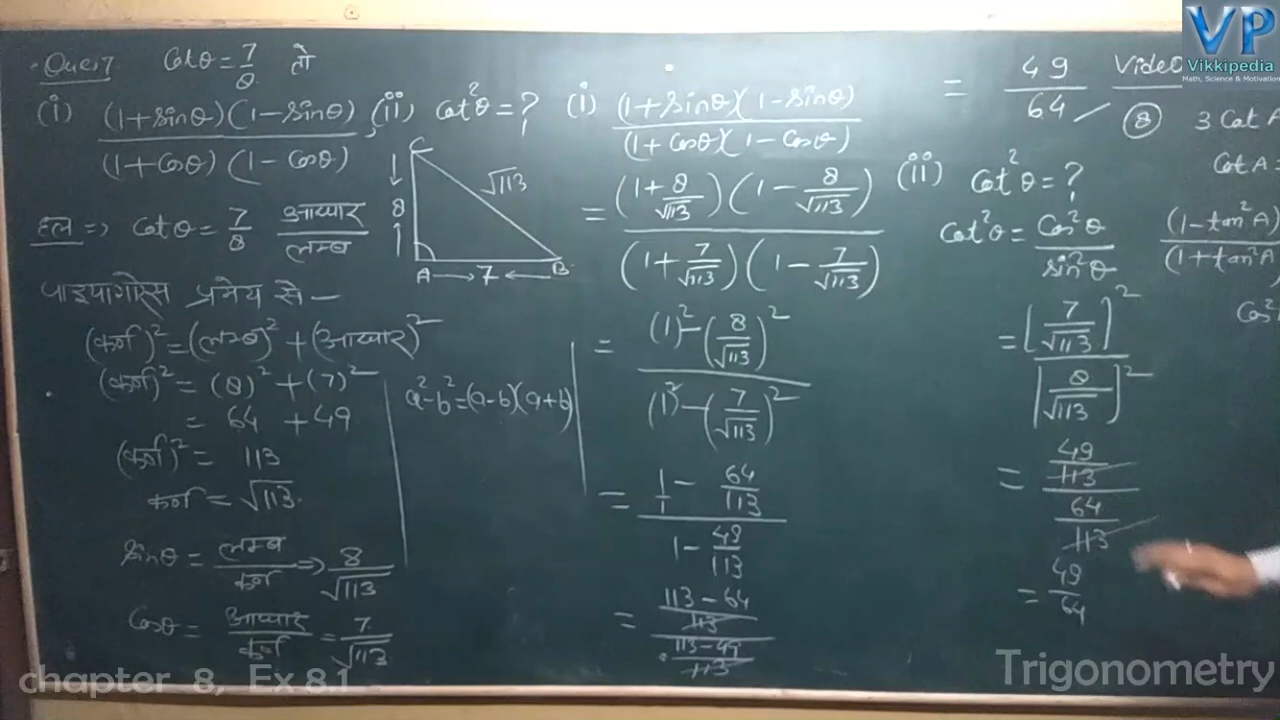 Ques7 Cotθ = 7/8 तो
(i) (1+sinθ)(1-sinθ)/(1+cosθ)(1-cosθ), (ii) cot²θ = ?
हल => Cotθ = 7/8 आधार/लम्ब
C
√113
8
A 7 B
पाइथागोरस प्रमेय से —
(कर्ण)² = (लम्ब)² + (आधार)²
(कर्ण)² = (8)² + (7)²
= 64 + 49
(कर्ण)² = 113
कर्ण = √113.
sinθ = लम्ब/कर्ण => 8/√113
Cosθ = आधार/कर्ण = 7/√113
a²-b² = (a-b)(a+b)
(i) (1+sinθ)(1-sinθ)/(1+cosθ)(1-cosθ)
= (1+8/√113)(1-8/√113)/(1+7/√113)(1-7/√113)
= (1)²-(8/√113)²/(1)²-(7/√113)²
= 1/1 - 64/113/1 - 49/113
= 113-64/113/113-49/113
= 49/64
(ii) cot²θ = ?
cot²θ = cos²θ/sin²θ
= [7/√113]²/[8/√113]²
= 49/113/64/113
= 49/64
Video
8 3 Cot A
Cot A =
(1-tan²A)/(1+tan²A
Cos²
VP
Vikkipedia
Math, Science & Motivation
chapter 8, Ex 8.1
Trigonometry